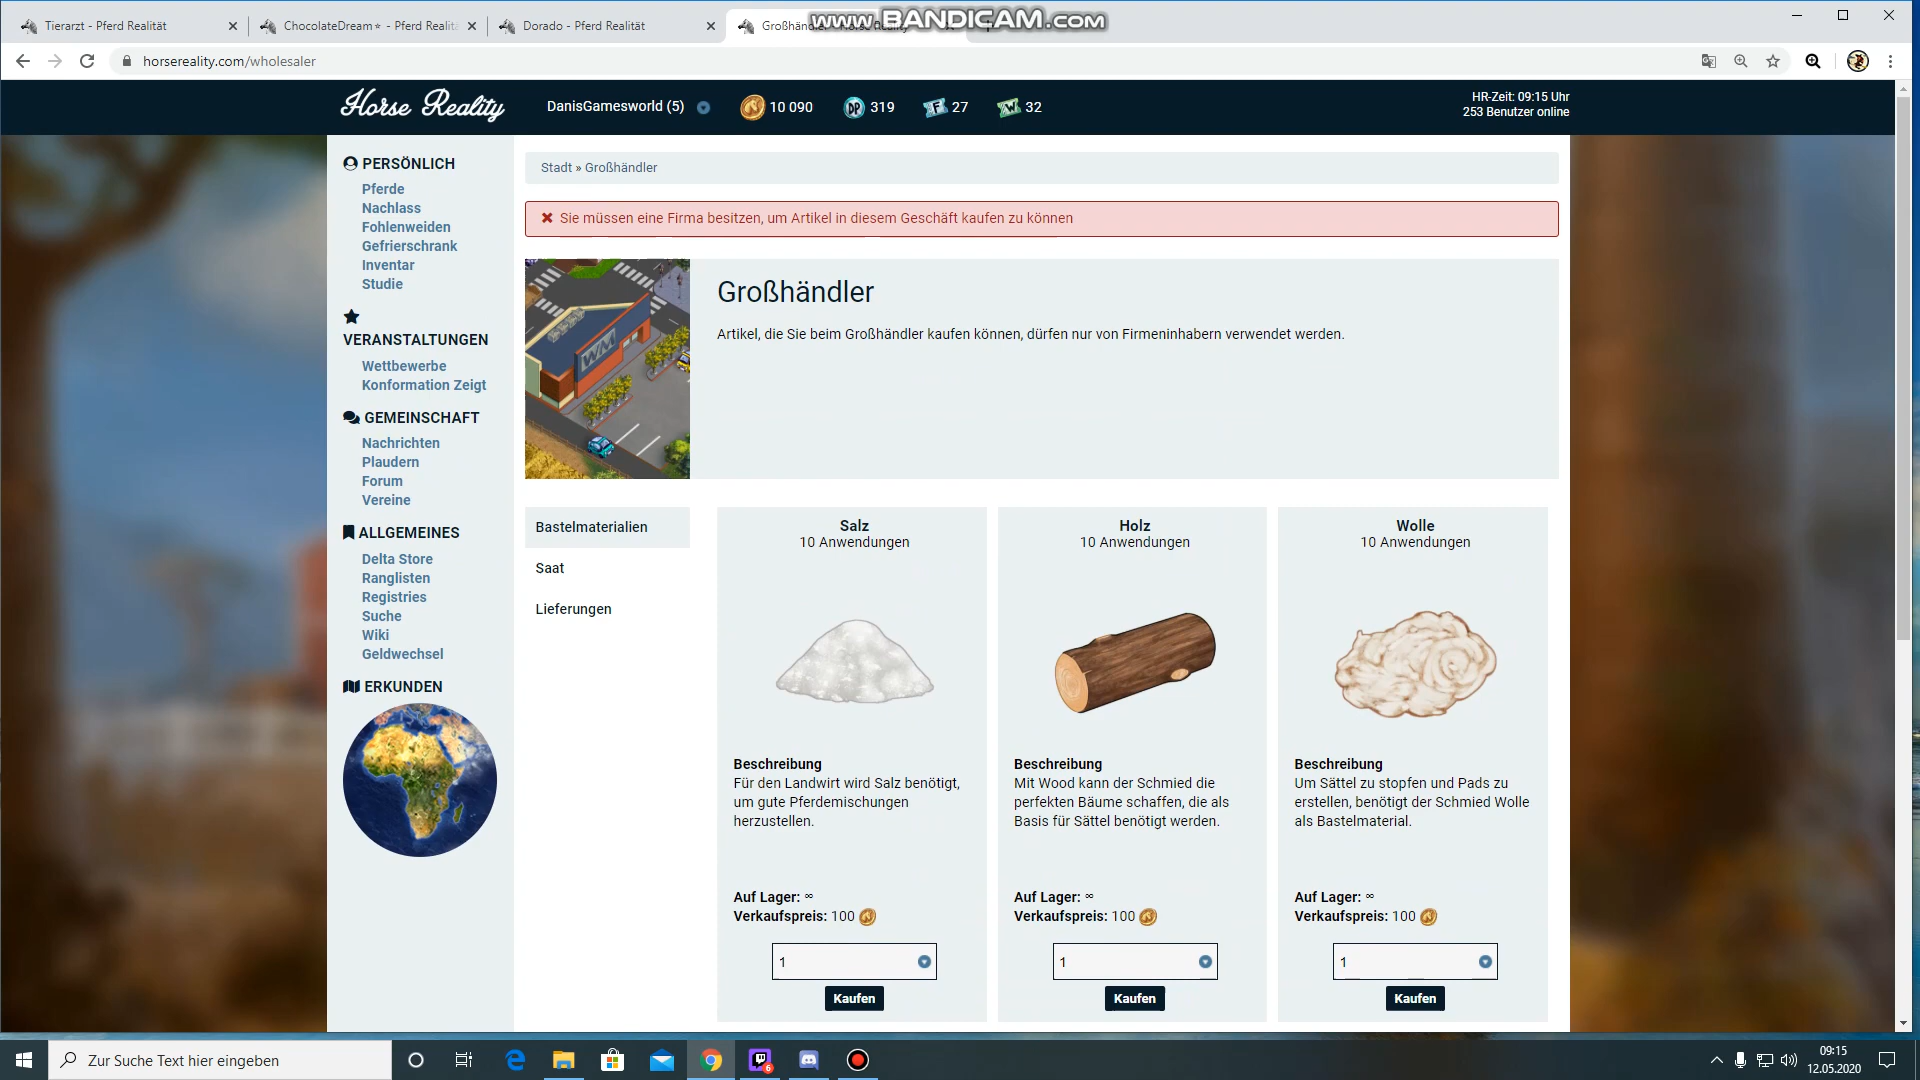 www.BANDICAM.com
Tierarzt - Pferd Realität
ChocolateDream☆ - Pferd Realit
Dorado - Pferd Realität
Großhändler - Horse Reality
horsereality.com/wholesaler
Horse Reality
DanisGamesworld (5)
10 090
DP
319
F
27
W
32
HR-Zeit: 09:15 Uhr
253 Benutzer online
PERSÖNLICH
Pferde
Nachlass
Fohlenweiden
Gefrierschrank
Inventar
Studie
VERANSTALTUNGEN
Wettbewerbe
Konformation Zeigt
GEMEINSCHAFT
Nachrichten
Plaudern
Forum
Vereine
ALLGEMEINES
Delta Store
Ranglisten
Registries
Suche
Wiki
Geldwechsel
ERKUNDEN
Stadt » Großhändler
Sie müssen eine Firma besitzen, um Artikel in diesem Geschäft kaufen zu können
WM
Großhändler
Artikel, die Sie beim Großhändler kaufen können, dürfen nur von Firmeninhabern verwendet werden.
Bastelmaterialien
Saat
Lieferungen
Salz
10 Anwendungen
Beschreibung
Für den Landwirt wird Salz benötigt,
um gute Pferdemischungen
herzustellen.
Auf Lager: ∞
Verkaufspreis: 100
1
Kaufen
Holz
10 Anwendungen
Beschreibung
Mit Wood kann der Schmied die
perfekten Bäume schaffen, die als
Basis für Sättel benötigt werden.
Auf Lager: ∞
Verkaufspreis: 100
1
Kaufen
Wolle
10 Anwendungen
Beschreibung
Um Sättel zu stopfen und Pads zu
erstellen, benötigt der Schmied Wolle
als Bastelmaterial.
Auf Lager: ∞
Verkaufspreis: 100
1
Kaufen
Zur Suche Text hier eingeben
6
09:15
12.05.2020